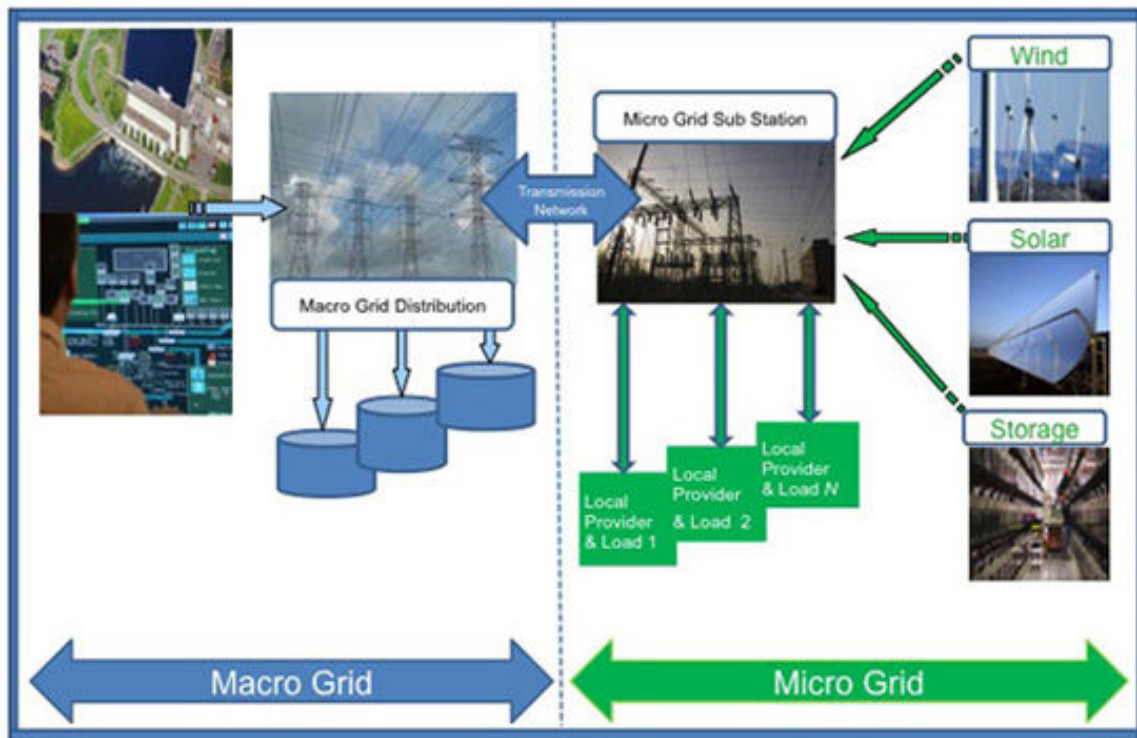 Wind
Micro Grid Sub Station
Transmission
Network
Solar
Macro Grid Distribution
Storage
Local
Provider
& Load 1
Local
Provider
& Load 2
Local
Provider
& Load N
Macro Grid
Micro Grid